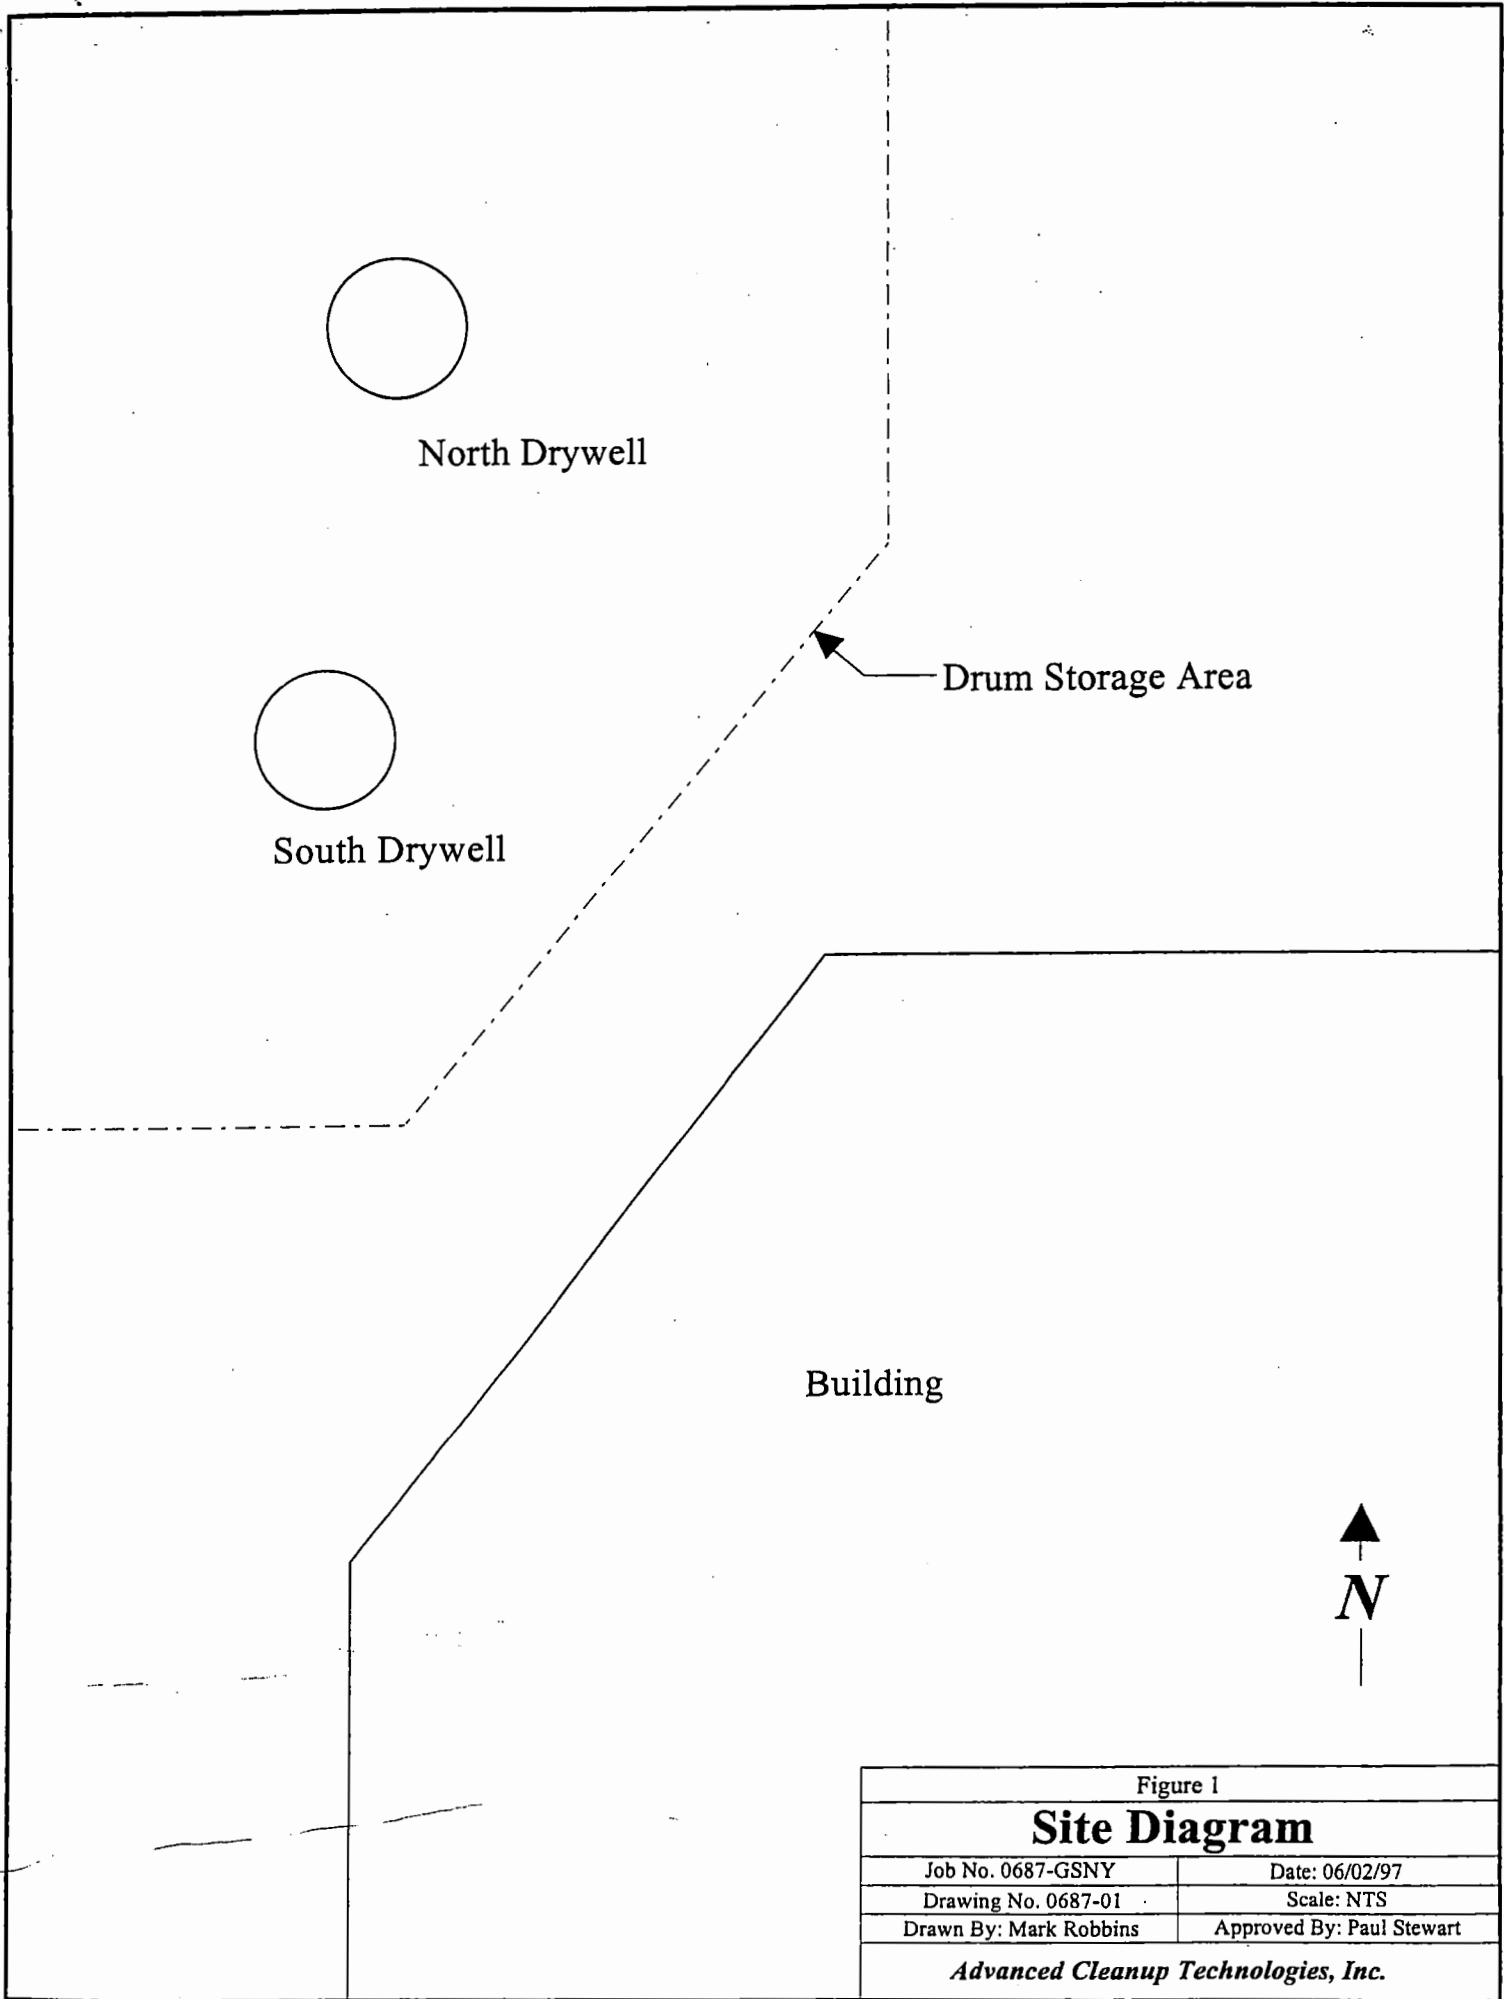 North Drywell
Drum Storage Area
South Drywell
Building
N
Figure 1
Site Diagram
Job No. 0687-GSNY
Date: 06/02/97
Drawing No. 0687-01
Scale: NTS
Drawn By: Mark Robbins
Approved By: Paul Stewart
Advanced Cleanup Technologies, Inc.